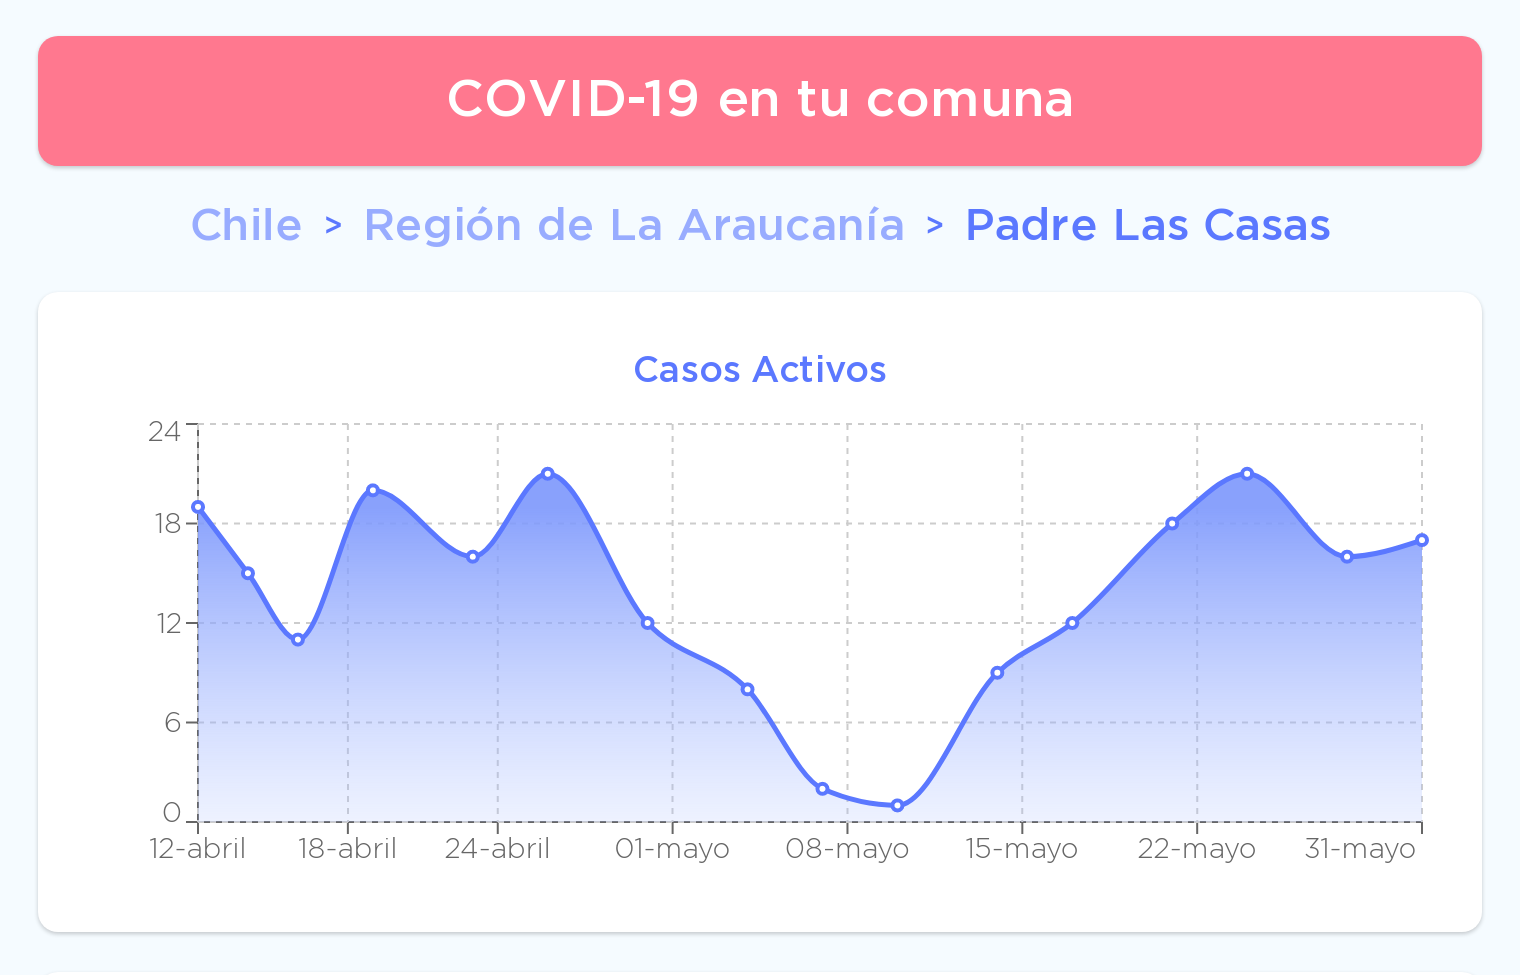 COVID-19 en tu comuna
Chile > Región de La Araucanía > Padre Las Casas
Casos Activos
24
18
12
6
0
12-abril 18-abril 24-abril 01-mayo 08-mayo 15-mayo 22-mayo 31-mayo